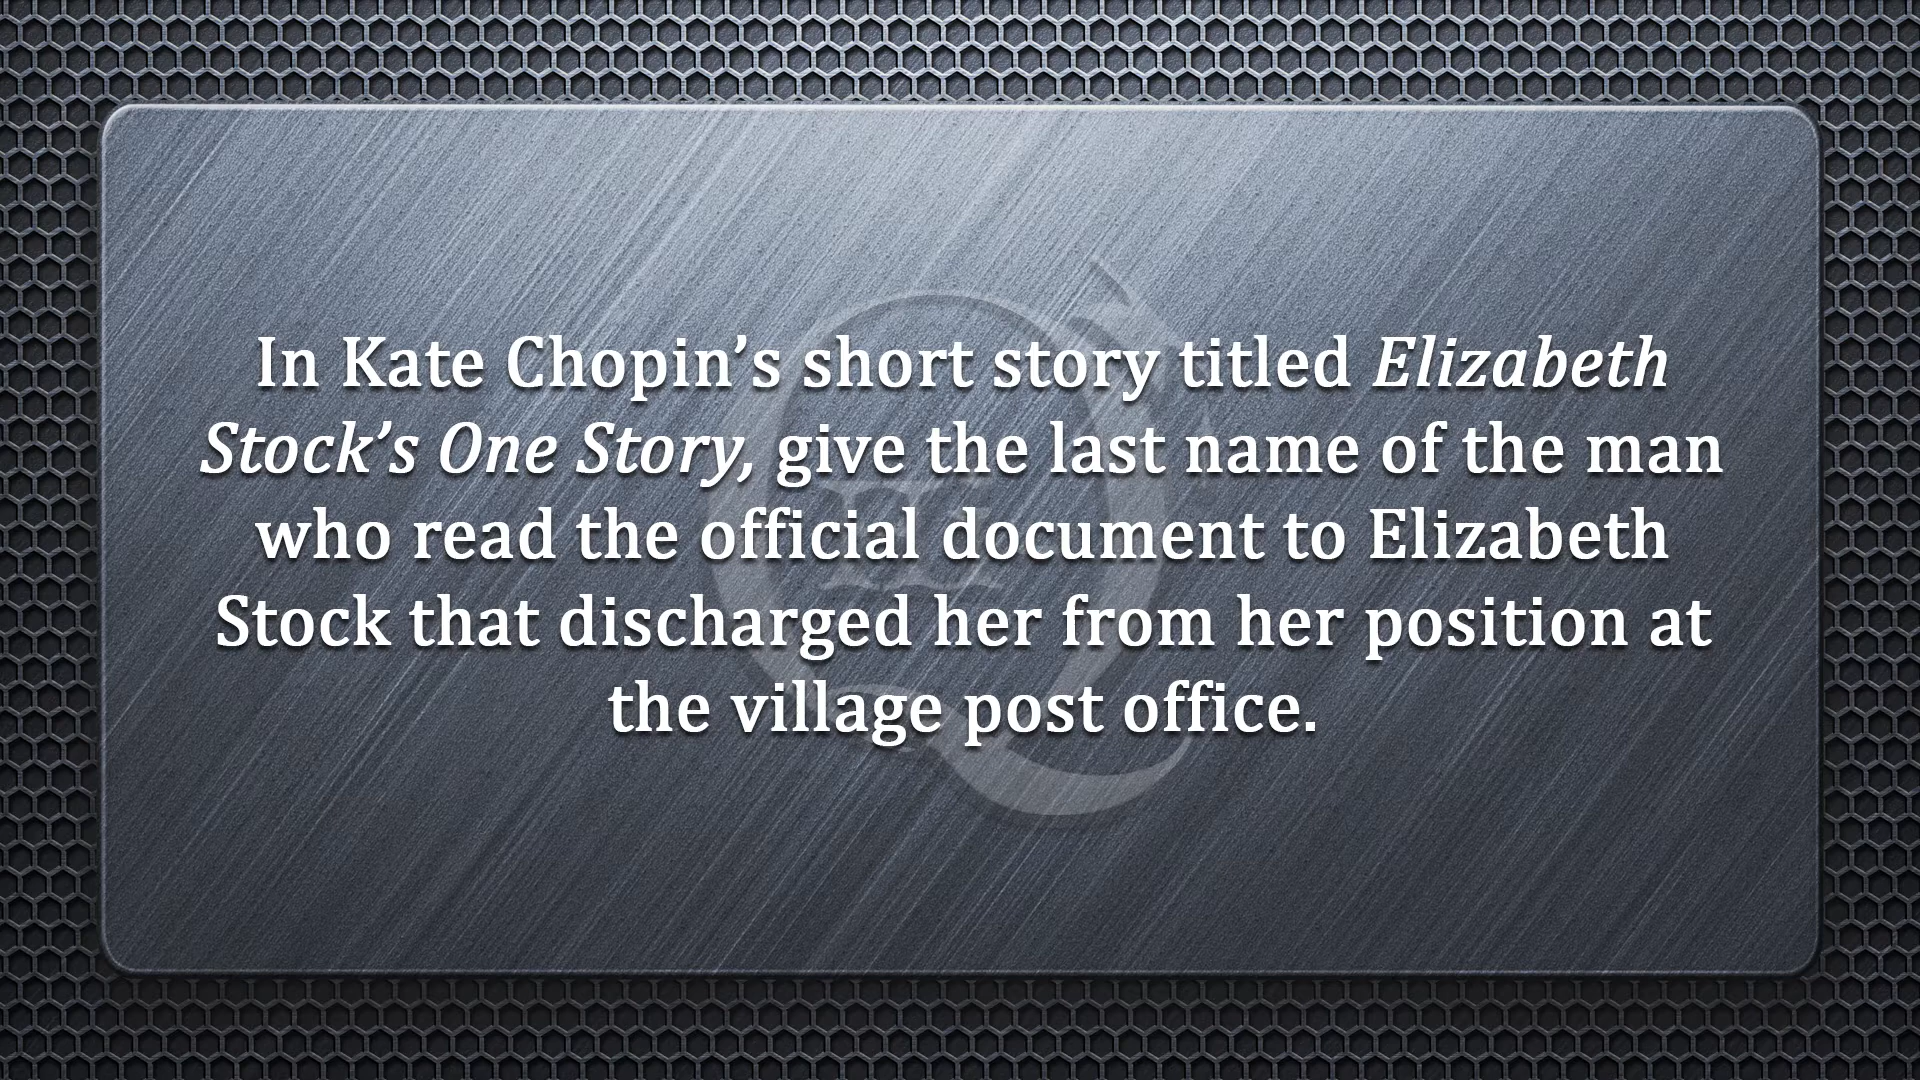 In Kate Chopin’s short story titled Elizabeth
Stock’s One Story, give the last name of the man
who read the official document to Elizabeth
Stock that discharged her from her position at
the village post office.